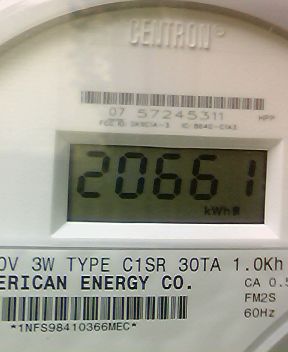 CENTRON®
07 57245311
HPP
20661
kWh
0V 3W TYPE C1SR 30TA 1.0Kh
ERICAN ENERGY CO.
CA 0.5
FM2S
60Hz
*1NFS98410366MEC*